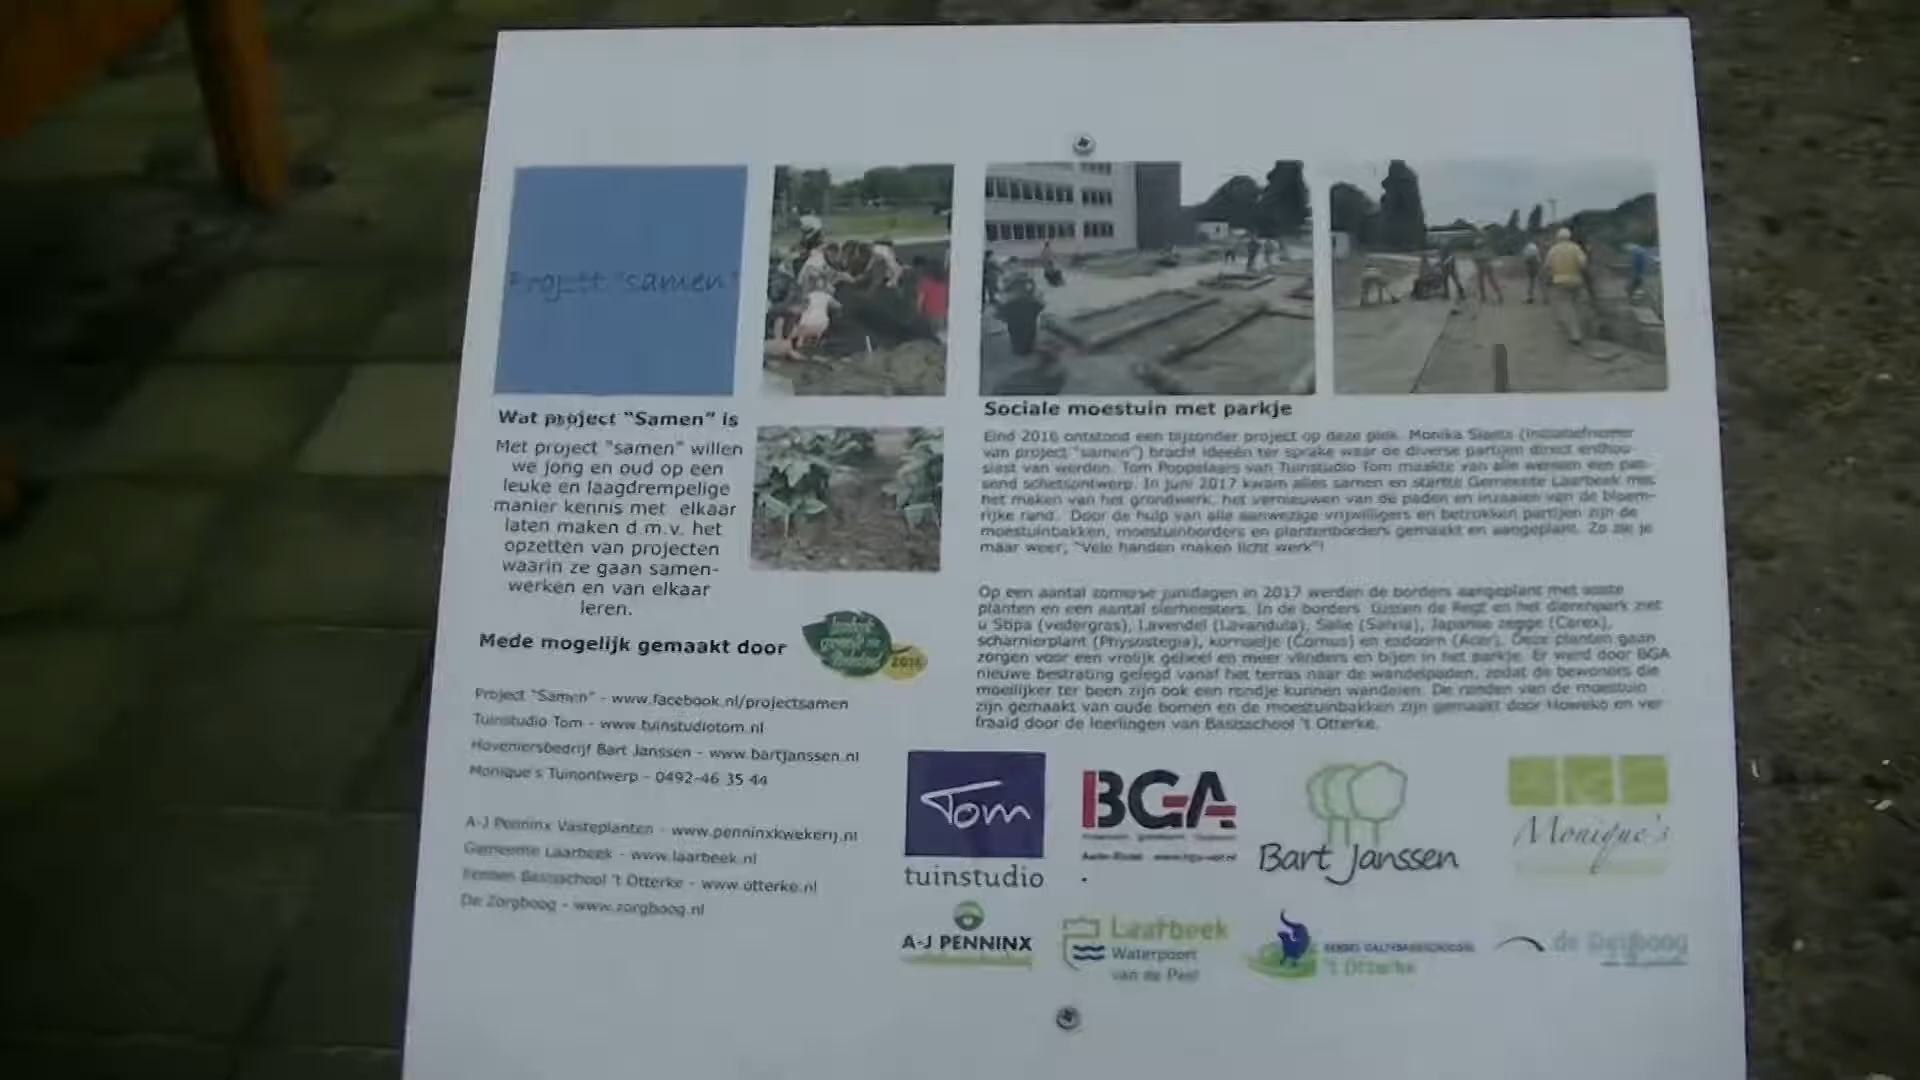 Project "samen"
Wat project "Samen" is
Met project "samen" willen
we jong en oud op een
leuke en laagdrempelige
manier kennis met elkaar
laten maken d.m.v. het
opzetten van projecten
waarin ze gaan samen-
werken en van elkaar
leren.
Mede mogelijk gemaakt door
2016
Project "Samen" - www.facebook.nl/projectsamen
Tuinstudio Tom - www.tuinstudiotom.nl
Hoveniersbedrijf Bart Janssen - www.bartjanssen.nl
Monique's Tuinontwerp - 0492-46 35 44
A-J Penninx Vasteplanten - www.penninxkwekerij.nl
Gemeente Laarbeek - www.laarbeek.nl
Basisschool 't Otterke - www.otterke.nl
De Zorgboog - www.zorgboog.nl
Sociale moestuin met parkje
Eind 2016 ontstond een bijzonder project op deze plek. Monika (initiatiefnemer
van project "samen") bracht ideeën ter sprake waar de diverse partijen direct enthou-
siast van werden. Tom Poppelaars van Tuinstudio Tom maakte van alle wensen een pas-
send schetsontwerp. In juni 2017 kwam alles samen en startte Gemeente Laarbeek met
het maken van het grondwerk, het vernieuwen van de paden en inzaaien van de bloem-
rijke rand. Door de hulp van alle aanwezige vrijwilligers en betrokken partijen zijn de
moestuinbakken, moestuinborders en plantenborders gemaakt en aangeplant. Zo zie je
maar weer; "Vele handen maken licht werk"!
Op een aantal zomerse junidagen in 2017 werden de borders aangeplant met vaste
planten en een aantal sierheesters. In de borders tussen de Regt en het dierenpark ziet
u Stipa (vedergras), Lavendel (Lavandula), Salie (Salvia), Japanse zegge (Carex),
scharnierplant (Physostegia), kornoelje (Cornus) en esdoorn (Acer). Deze planten gaan
zorgen voor een vrolijk geheel en meer vlinders en bijen in het parkje. Er werd door BGA
nieuwe bestrating gelegd vanaf het terras naar de wandelpaden, zodat de bewoners die
moeilijker ter been zijn ook een rondje kunnen wandelen. De randen van de moestuin
zijn gemaakt van oude bomen en de moestuinbakken zijn gemaakt door Howeko en ver
fraaid door de leerlingen van Basisschool 't Otterke.
Tom
tuinstudio
BGA
Bart Janssen
Monique's
A-J PENNINX
Laarbeek
Waterpoort
van de Peel
't Otterke
de Zorgboog